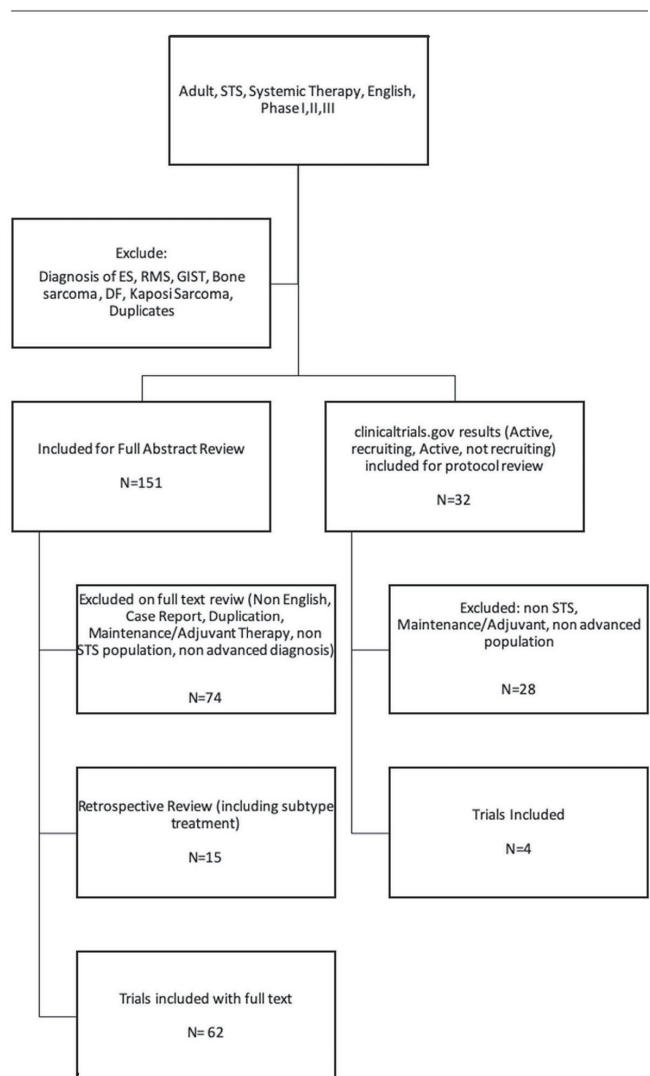 Adult, STS, Systemic Therapy, English,
Phase I,II,III
Exclude:
Diagnosis of ES, RMS, GIST, Bone
sarcoma, DF, Kaposi Sarcoma,
Duplicates
Included for Full Abstract Review
N=151
clinicaltrials.gov results (Active,
recruiting, Active, not recruiting)
included for protocol review
N=32
Excluded on full text reviw (Non English,
Case Report, Duplication,
Maintenance/Adjuvant Therapy, non
STS population, non advanced diagnosis)
N=74
Excluded: non STS,
Maintenance/Adjuvant, non advanced
population
N=28
Retrospective Review (including subtype
treatment)
N=15
Trials Included
N=4
Trials included with full text
N= 62